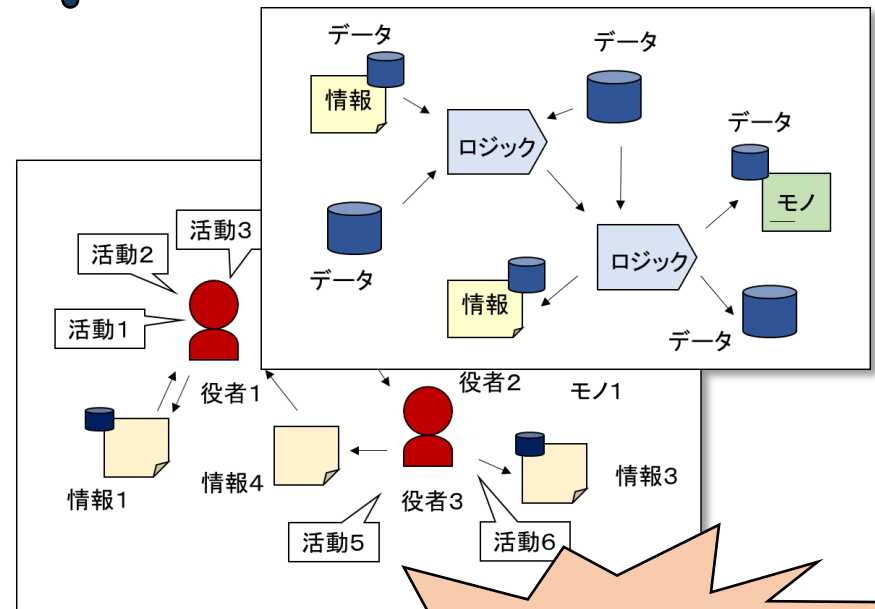 データ
データ
情報
ロジック
データ
モノ
データ
ロジック
情報
データ
活動3
活動2
活動1
役者1
役者2
モノ1
情報1
情報4
役者3
情報3
活動5
活動6